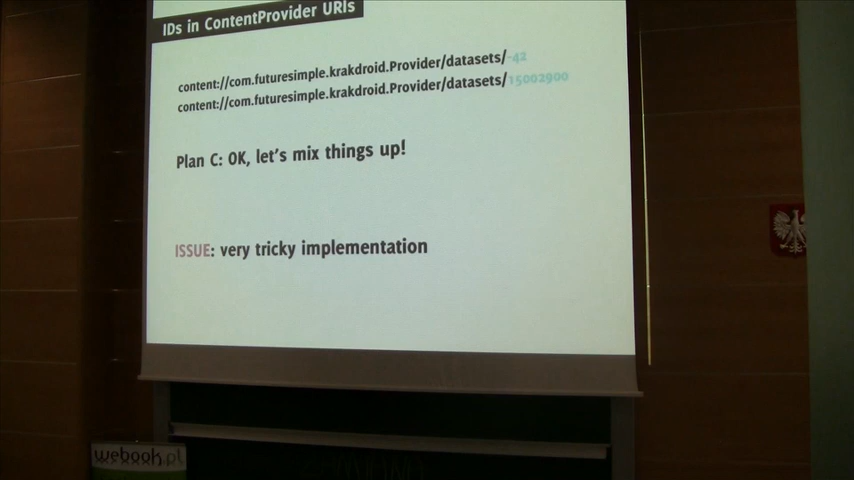 IDs in ContentProvider URIs
content://com.futuresimple.krakdroid.Provider/datasets/-42
content://com.futuresimple.krakdroid.Provider/datasets/15002900
Plan C: OK, let's mix things up!
ISSUE: very tricky implementation
webook.pl